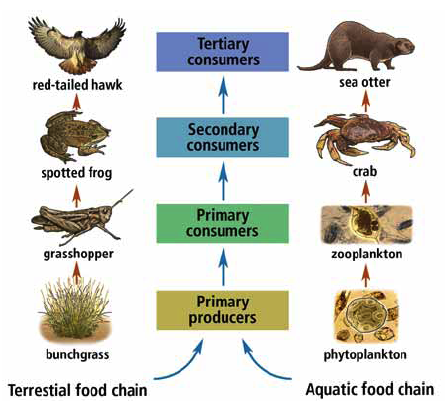 Tertiary
consumers
red-tailed hawk
sea otter
Secondary
consumers
spotted frog
crab
Primary
consumers
grasshopper
zooplankton
Primary
producers
bunchgrass
phytoplankton
Terrestial food chain
Aquatic food chain